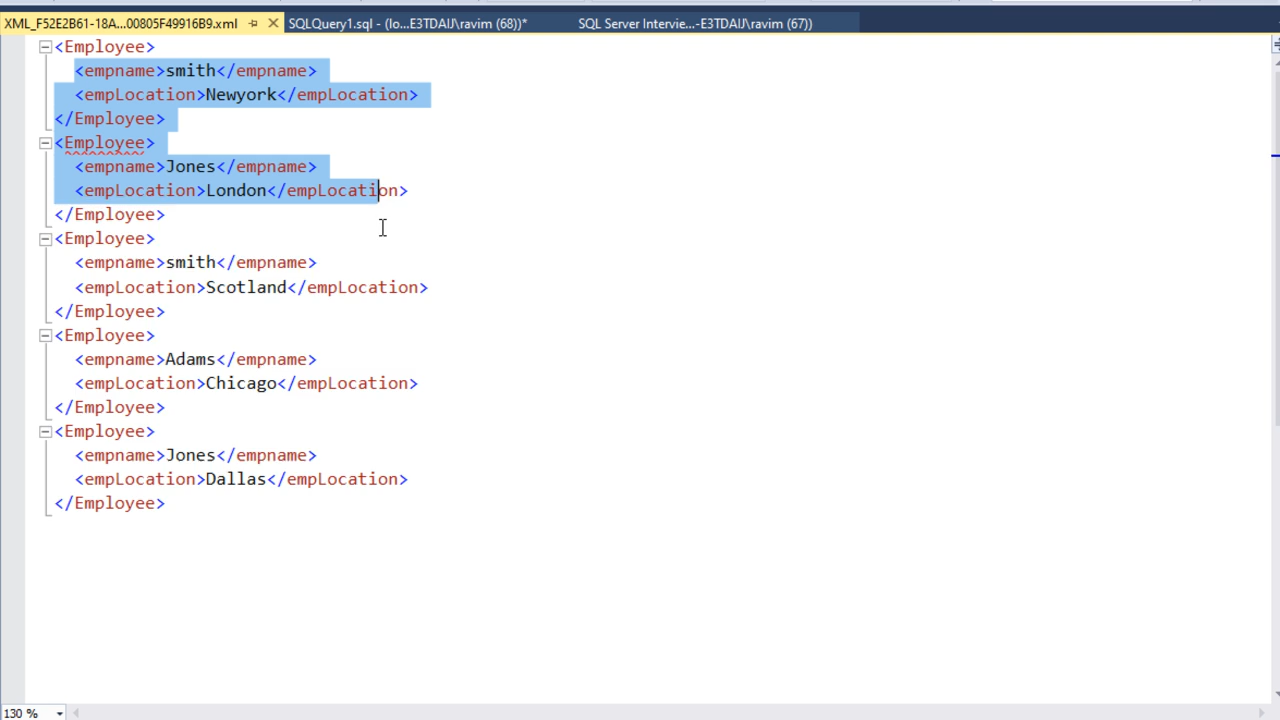 XML_F52E2B61-18A...00805F49916B9.xml SQLQuery1.sql - (lo...E3TDAIJ\ravim (68))* SQL Server Intervie...-E3TDAIJ\ravim (67))
<Employee>
<empname>smith</empname>
<empLocation>Newyork</empLocation>
</Employee>
<Employee>
<empname>Jones</empname>
<empLocation>London</empLocation>
</Employee>
<Employee>
<empname>smith</empname>
<empLocation>Scotland</empLocation>
</Employee>
<Employee>
<empname>Adams</empname>
<empLocation>Chicago</empLocation>
</Employee>
<Employee>
<empname>Jones</empname>
<empLocation>Dallas</empLocation>
</Employee>
130 %